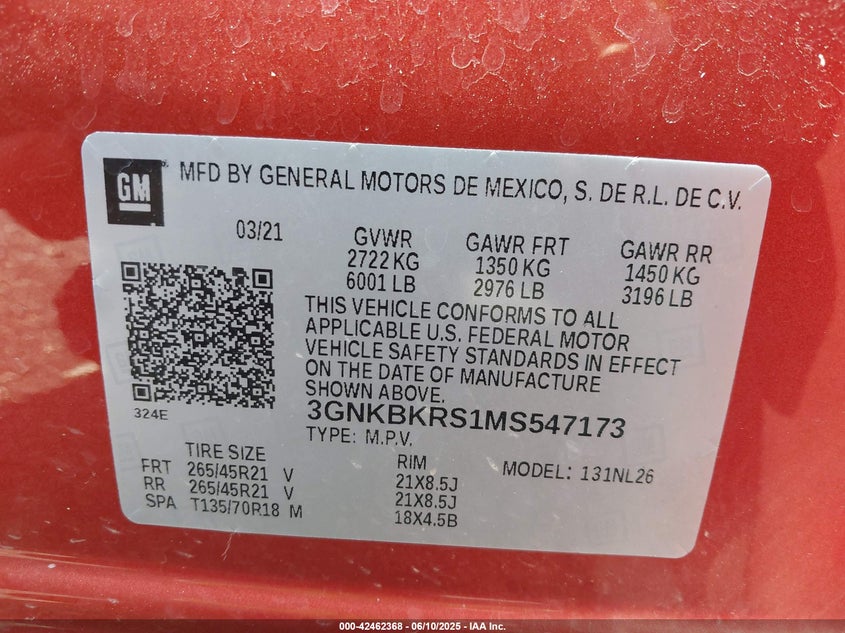 GM
MFD BY GENERAL MOTORS DE MEXICO, S. DE R.L. DE C.V.
03/21
GVWR GAWR FRT GAWR RR
2722 KG 1350 KG 1450 KG
6001 LB 2976 LB 3196 LB
THIS VEHICLE CONFORMS TO ALL
APPLICABLE U.S. FEDERAL MOTOR
VEHICLE SAFETY STANDARDS IN EFFECT
ON THE DATE OF MANUFACTURE
SHOWN ABOVE.
324E
3GNKBKRS1MS547173
TYPE: M.P.V.
TIRE SIZE RIM MODEL: 131NL26
FRT 265/45R21 V 21X8.5J
RR 265/45R21 V 21X8.5J
SPA T135/70R18 M 18X4.5B
000-42462368 - 06/10/2025 - IAA Inc.